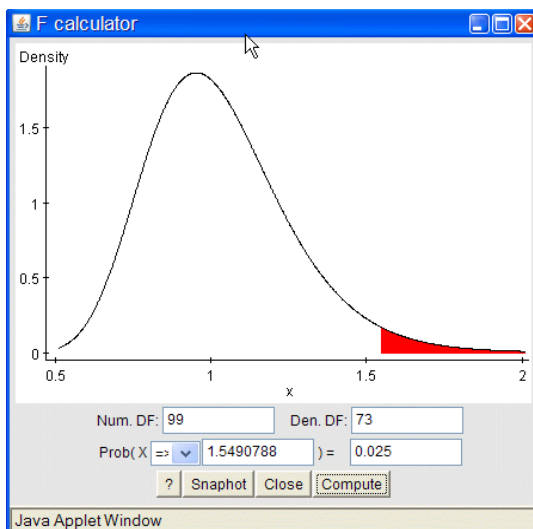 F calculator
Density
1.5
1
0.5
0
0.5 1 1.5 2
x
Num. DF: 99 Den. DF: 73
Prob( X => 1.5490788 ) = 0.025
? Snaphot Close Compute
Java Applet Window